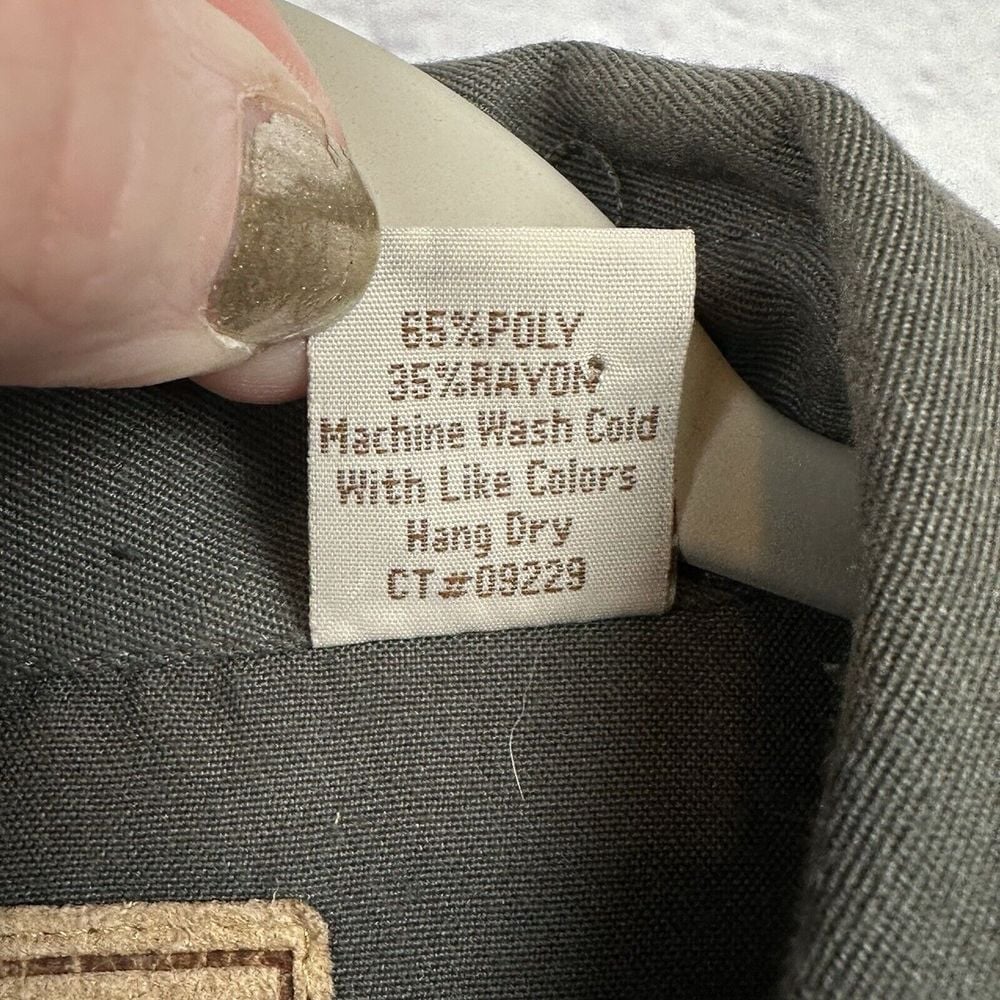 65%POLY
35%RAYON
Machine Wash Cold
With Like Colors
Hang Dry
CT#09229